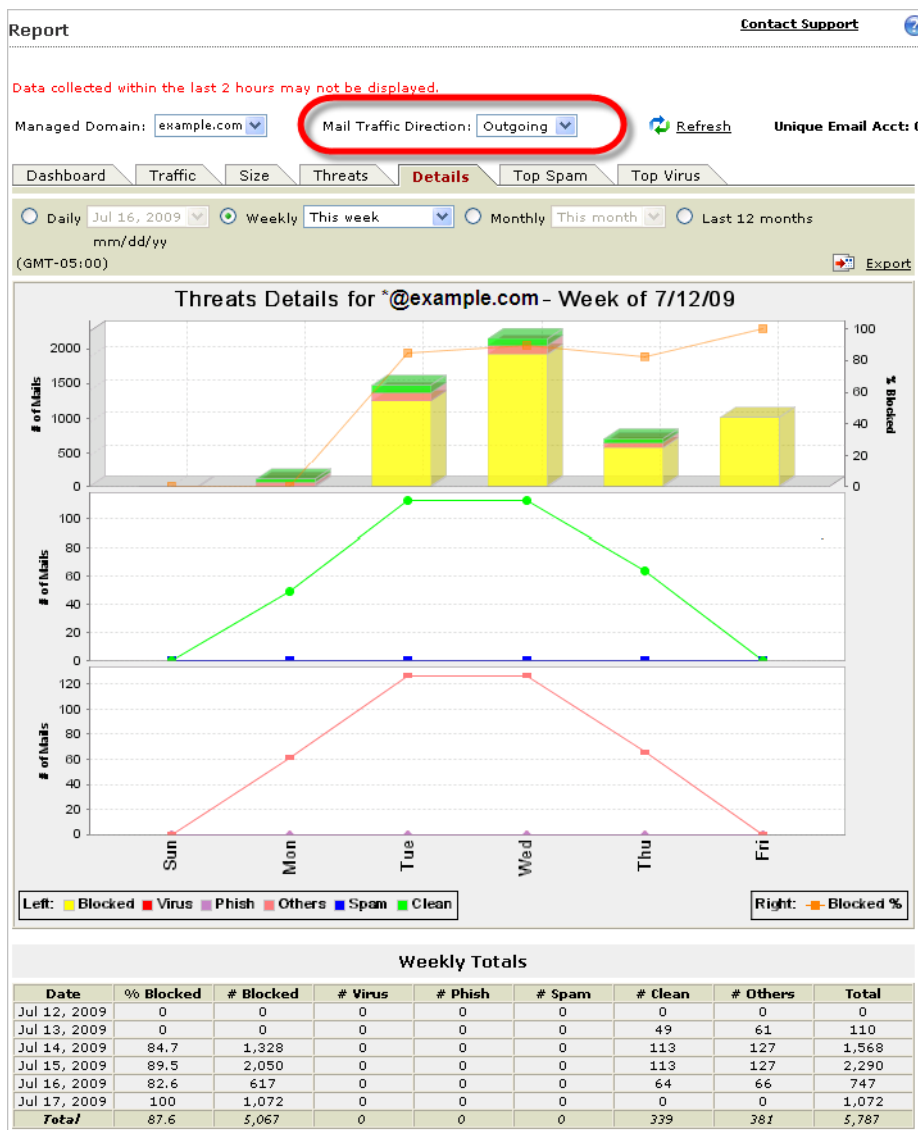 Report
Contact Support
?
Data collected within the last 2 hours may not be displayed.
Managed Domain: example.com Mail Traffic Direction: Outgoing Refresh Unique Email Acct:
Dashboard Traffic Size Threats Details Top Spam Top Virus
Daily Jul 16, 2009 Weekly This week Monthly This month Last 12 months
mm/dd/yy
(GMT-05:00)
Export
Threats Details for *@example.com - Week of 7/12/09
# of Mails
2000
1500
1000
500
0
% Blocked
100
80
60
40
20
0
# of Mails
100
80
60
40
20
0
# of Mails
120
100
80
60
40
20
0
Sun Mon Tue Wed Thu Fri
Left: Blocked Virus Phish Others Spam Clean
Right: Blocked %
Weekly Totals
Date % Blocked # Blocked # Virus # Phish # Spam # Clean # Others Total
Jul 12, 2009 0 0 0 0 0 0 0 0
Jul 13, 2009 0 0 0 0 0 49 61 110
Jul 14, 2009 84.7 1,328 0 0 0 113 127 1,568
Jul 15, 2009 89.5 2,050 0 0 0 113 127 2,290
Jul 16, 2009 82.6 617 0 0 0 64 66 747
Jul 17, 2009 100 1,072 0 0 0 0 0 1,072
Total 87.6 5,067 0 0 0 339 381 5,787